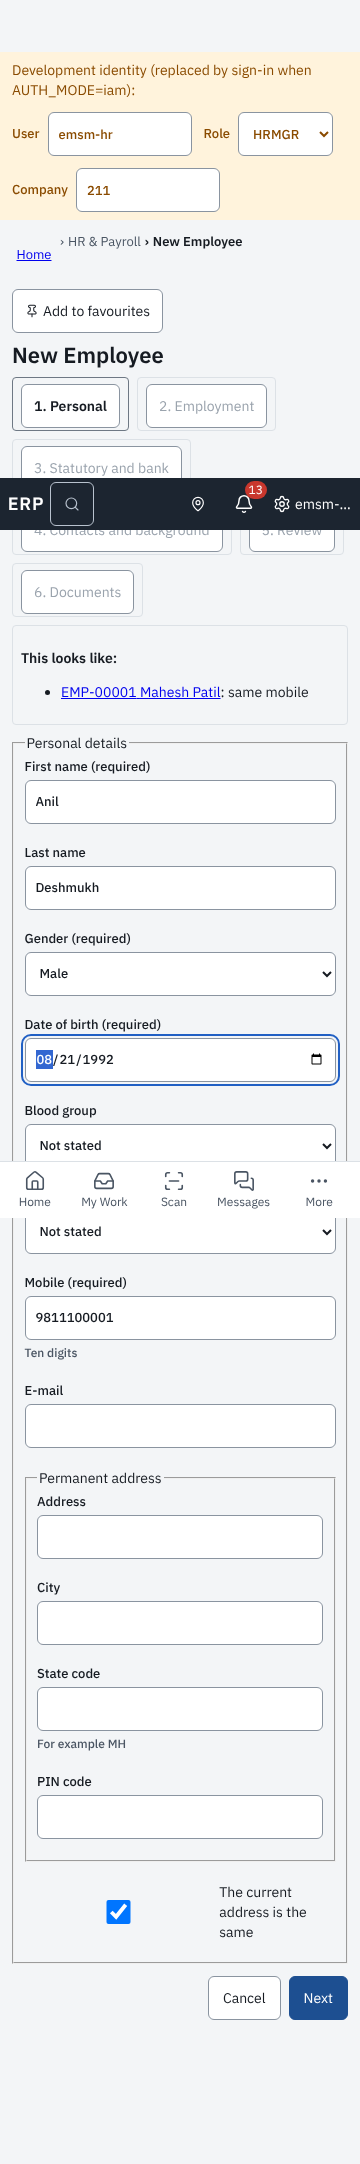 Development identity (replaced by sign-in when
AUTH_MODE=iam):
User emsm-hr Role HRMGR
Company 211
Home › HR & Payroll › New Employee
Add to favourites
New Employee
1. Personal 2. Employment
3. Statutory and bank
ERP 13 emsm-...
4. Contacts and background 5. Review
6. Documents
This looks like:
• EMP-00001 Mahesh Patil: same mobile
Personal details
First name (required)
Anil
Last name
Deshmukh
Gender (required)
Male
Date of birth (required)
08/21/1992
Blood group
Not stated
Home My Work Scan Messages More
Not stated
Mobile (required)
9811100001
Ten digits
E-mail
Permanent address
Address
City
State code
For example MH
PIN code
The current
address is the
same
Cancel Next